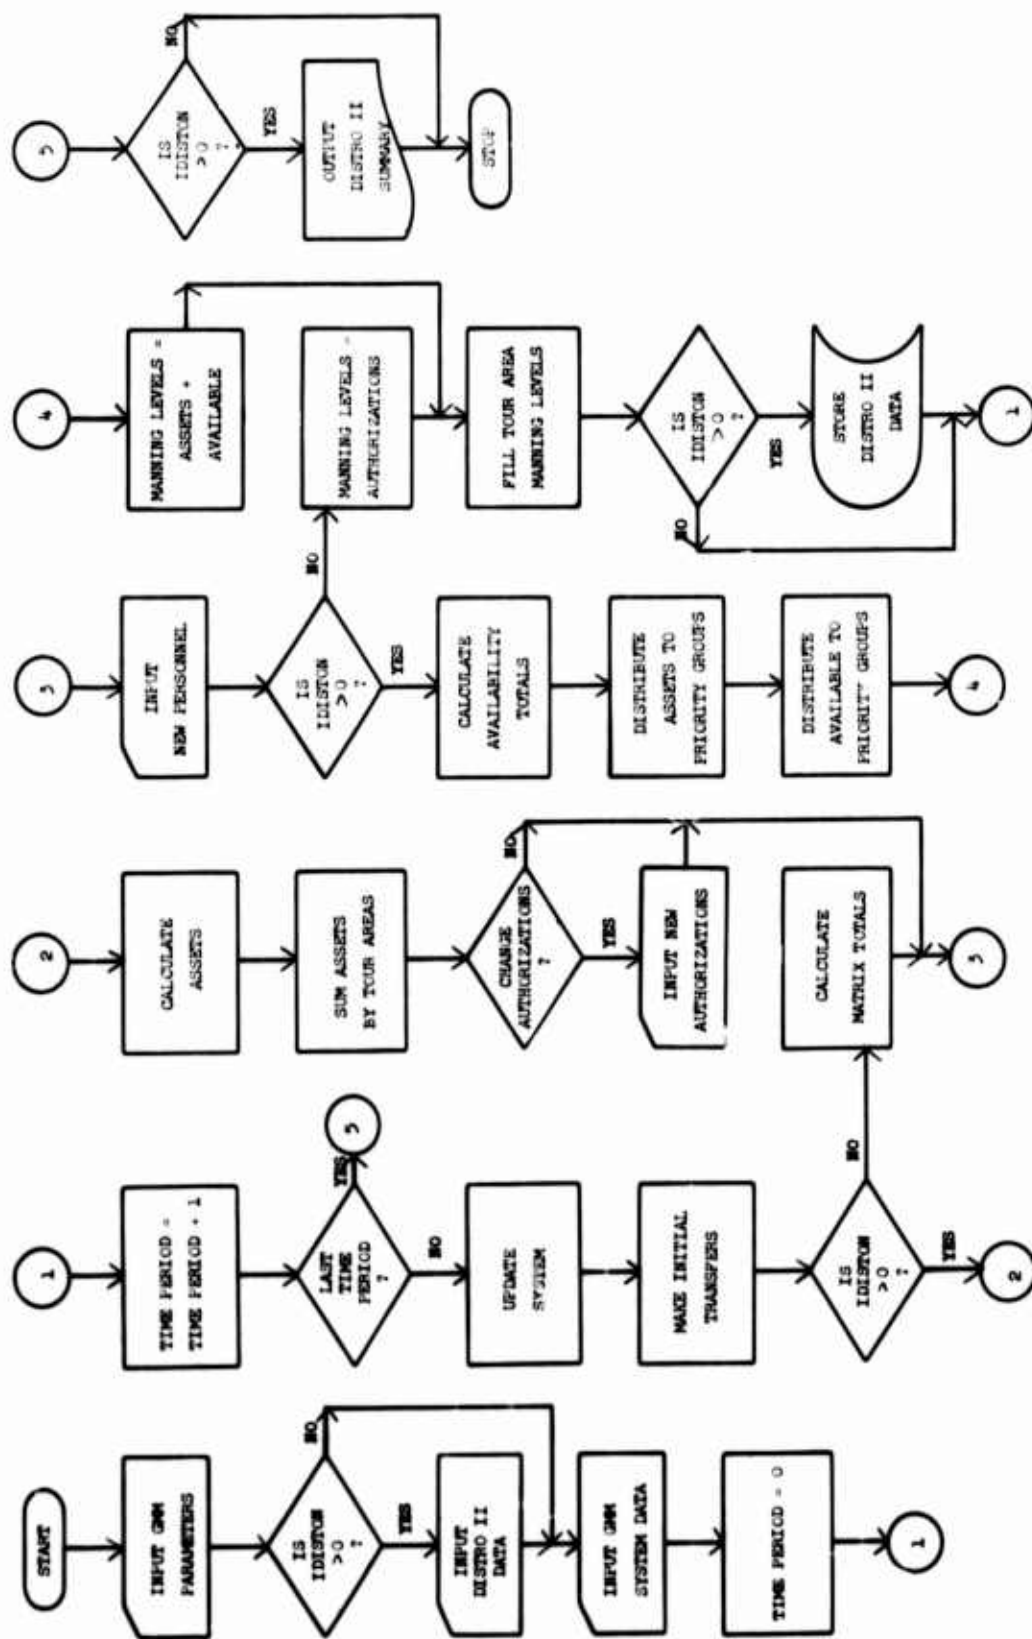 START
INPUT GMM
PARAMETERS
IS
IDISTON
>0
?
NO
YES
INPUT
DISTRO II
DATA
INPUT GMM
SYSTEM DATA
TIME PERIOD = 0
1
1
TIME PERIOD =
TIME PERIOD + 1
LAST
TIME
PERIOD
?
YES
5
NO
UPDATE
SYSTEM
MAKE INITIAL
TRANSFERS
IS
IDISTON
>0
?
NO
YES
2
2
CALCULATE
ASSETS
SUM ASSETS
BY TOUR AREAS
CHANGE
AUTHORIZATIONS
?
NO
YES
INPUT NEW
AUTHORIZATIONS
CALCULATE
MATRIX TOTALS
3
3
INPUT
NEW PERSONNEL
IS
IDISTON
>0
?
NO
YES
CALCULATE
AVAILABILITY
TOTALS
DISTRIBUTE
ASSETS TO
PRIORITY GROUPS
DISTRIBUTE
AVAILABLE TO
PRIORITY GROUPS
4
4
MANNING LEVELS =
ASSETS +
AVAILABLE
MANNING LEVELS =
AUTHORIZATIONS
FILL TOUR AREA
MANNING LEVELS
IS
IDISTON
>0
?
NO
YES
STORE
DISTRO II
DATA
1
5
IS
IDISTON
>0
?
NO
YES
OUTPUT
DISTRO II
SUMMARY
STOP